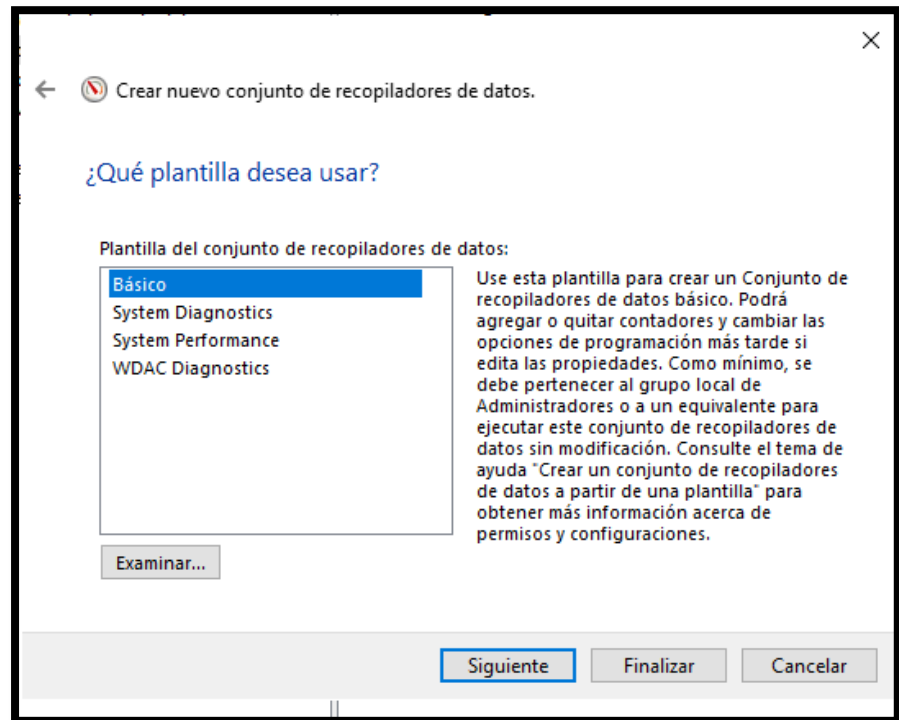 Crear nuevo conjunto de recopiladores de datos.
¿Qué plantilla desea usar?
Plantilla del conjunto de recopiladores de datos:
Básico
System Diagnostics
System Performance
WDAC Diagnostics
Use esta plantilla para crear un Conjunto de
recopiladores de datos básico. Podrá
agregar o quitar contadores y cambiar las
opciones de programación más tarde si
edita las propiedades. Como mínimo, se
debe pertenecer al grupo local de
Administradores o a un equivalente para
ejecutar este conjunto de recopiladores de
datos sin modificación. Consulte el tema de
ayuda "Crear un conjunto de recopiladores
de datos a partir de una plantilla" para
obtener más información acerca de
permisos y configuraciones.
Examinar...
Siguiente
Finalizar
Cancelar